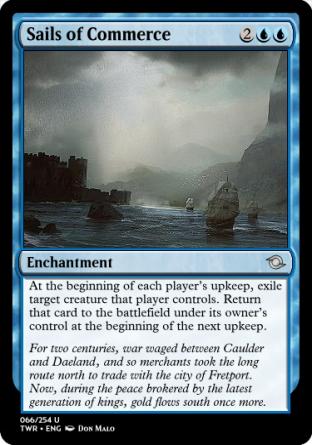 Sails of Commerce 2
Enchantment
At the beginning of each player's upkeep, exile
target creature that player controls. Return
that card to the battlefield under its owner's
control at the beginning of the next upkeep.
For two centuries, war waged between Caulder
and Daeland, and so merchants took the long
route north to trade with the city of Fretport.
Now, during the peace brokered by the latest
generation of kings, gold flows south once more.
066/254 U
TWR • ENG Don Malo